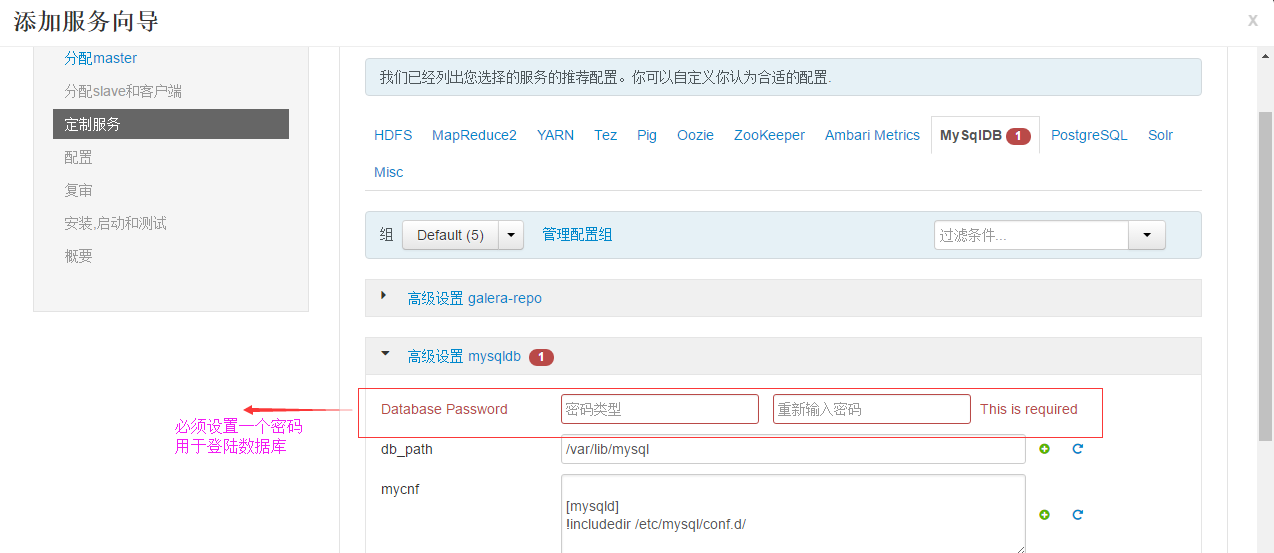 添加服务向导
x
分配master
分配slave和客户端
定制服务
配置
复审
安装,启动和测试
概要
我们已经列出您选择的服务的推荐配置。你可以自定义你认为合适的配置.
HDFS MapReduce2 YARN Tez Pig Oozie ZooKeeper Ambari Metrics MySqlDB 1 PostgreSQL Solr
Misc
组 Default (5) 管理配置组 过滤条件...
高级设置 galera-repo
高级设置 mysqldb 1
Database Password 密码类型 重新输入密码 This is required
必须设置一个密码
用于登陆数据库
db_path /var/lib/mysql
mycnf
[mysqld]
!includedir /etc/mysql/conf.d/